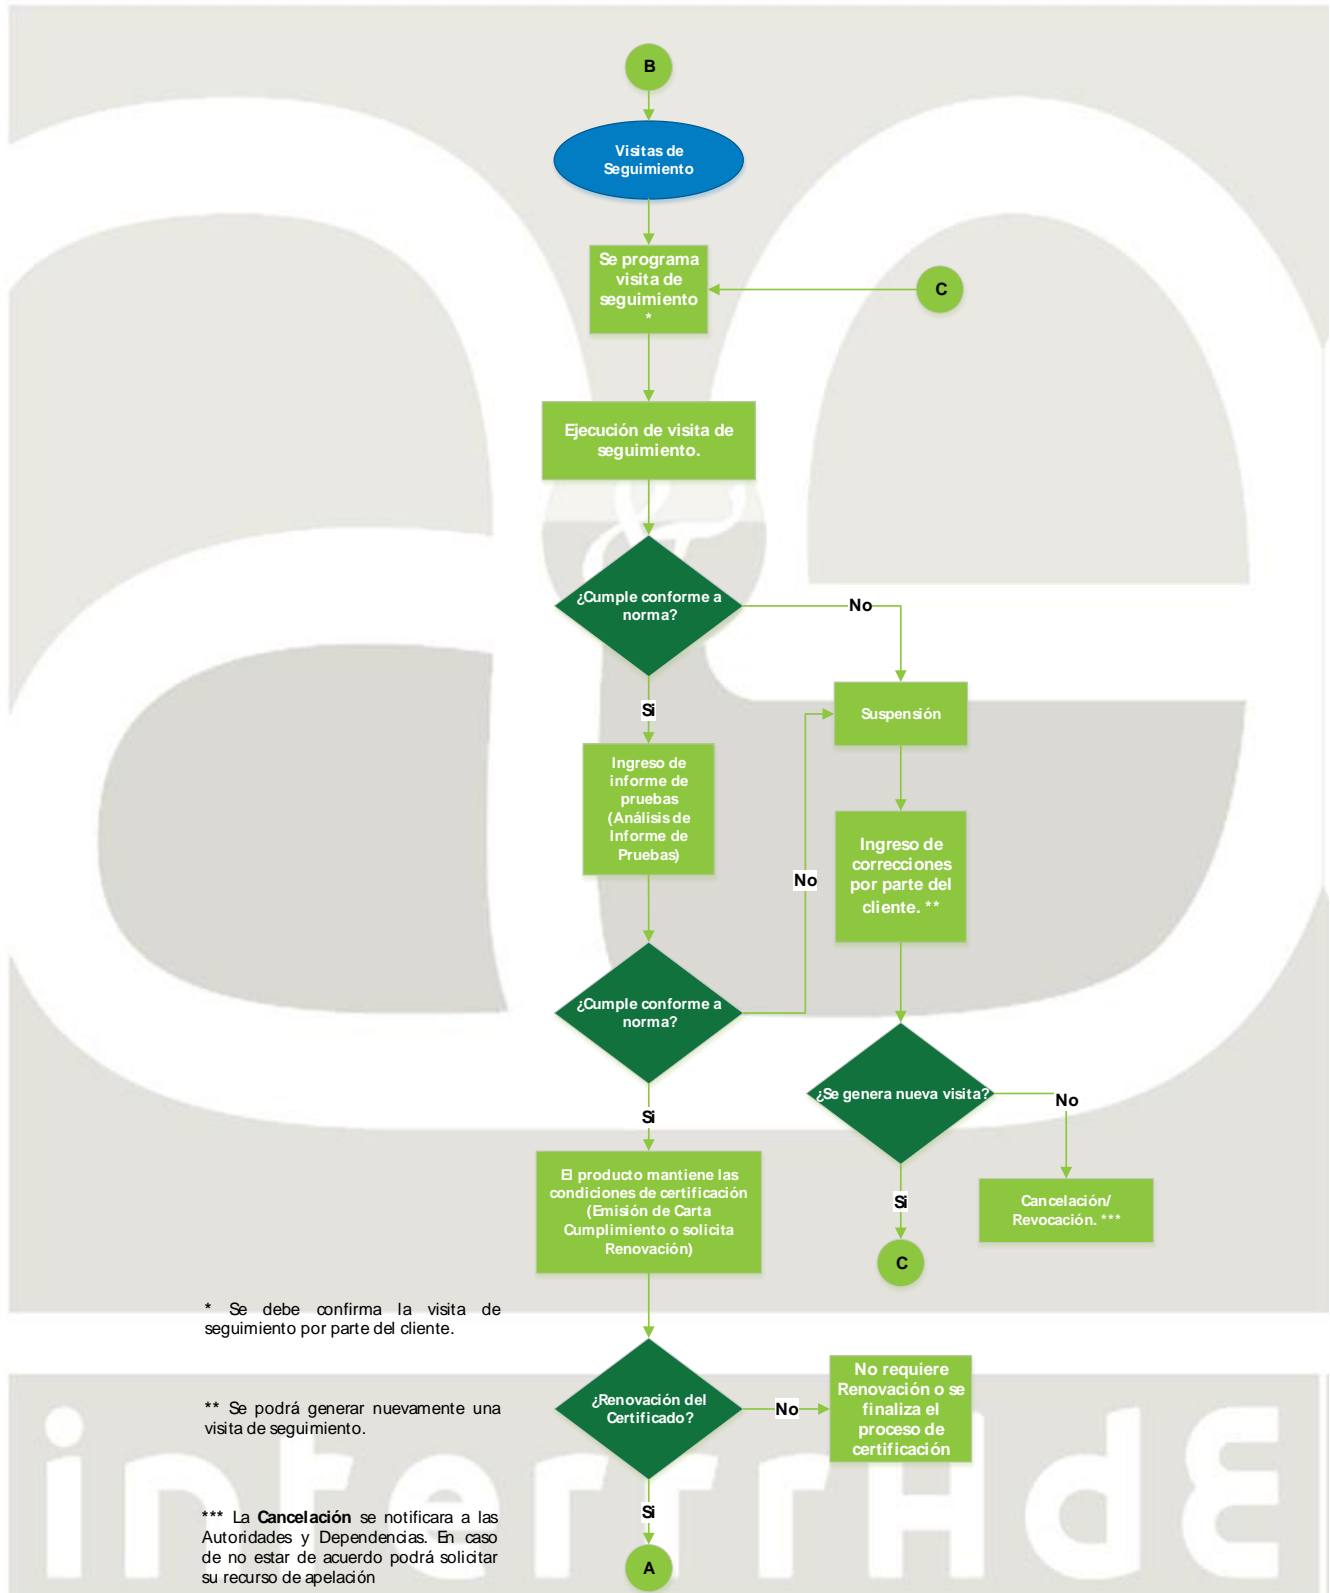 B
Visitas de
Seguimiento
Se programa
visita de
seguimiento
*
C
Ejecución de visita de
seguimiento.
¿Cumple conforme a
norma?
No
Si
Suspensión
Ingreso de
informe de
pruebas
(Análisis de
Informe de
Pruebas)
Ingreso de
correcciones
por parte del
cliente. **
No
¿Cumple conforme a
norma?
¿Se genera nueva visita?
No
Si
El producto mantiene las
condiciones de certificación
(Emisión de Carta
Cumplimiento o solicita
Renovación)
Si
Cancelación/
Revocación. ***
C
* Se debe confirma la visita de
seguimiento por parte del cliente.
¿Renovación del
Certificado?
No
No requiere
Renovación o se
finaliza el
proceso de
certificación
** Se podrá generar nuevamente una
visita de seguimiento.
Si
*** La Cancelación se notificara a las
Autoridades y Dependencias. En caso
de no estar de acuerdo podrá solicitar
su recurso de apelación
A
a&e
intertrAdE